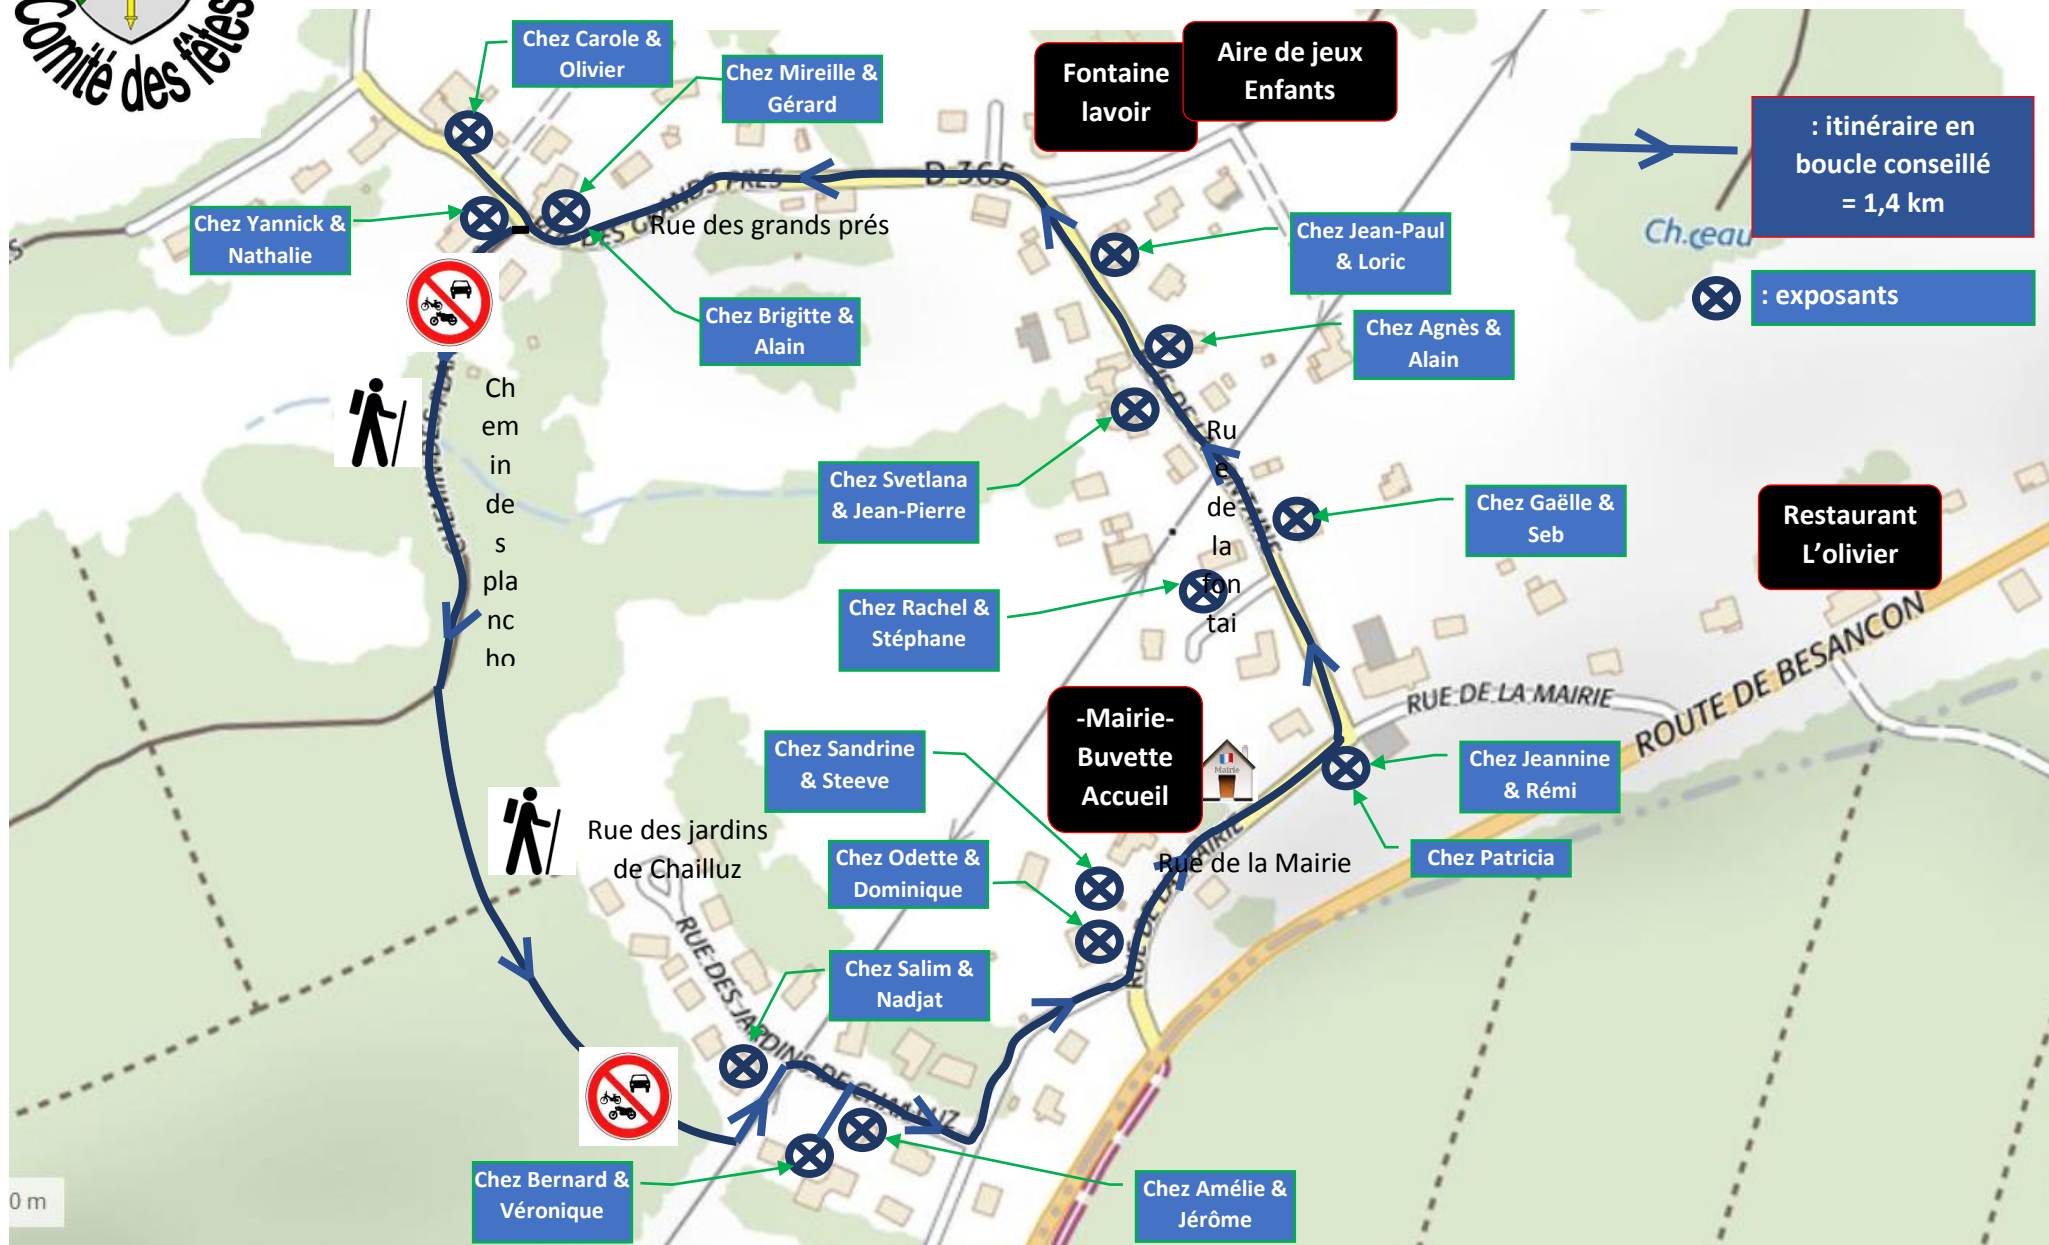 Comité des fêtes
Chez Carole &
Olivier
Chez Mireille &
Gérard
Fontaine
lavoir
Aire de jeux
Enfants
: itinéraire en
boucle conseillé
= 1,4 km
: exposants
Chez Yannick &
Nathalie
D 365
Rue des grands prés
Chez Brigitte &
Alain
Chez Jean-Paul
& Loric
Chez Agnès &
Alain
Ch
em
in
de
s
pla
nc
ho
Chez Svetlana
& Jean-Pierre
Ru
e
de
la
fon
tai
Chez Gaëlle &
Seb
Restaurant
L'olivier
Chez Rachel &
Stéphane
RUE DE LA MAIRIE
ROUTE DE BESANCON
-Mairie-
Buvette
Accueil
Mairie
Chez Sandrine
& Steeve
Chez Jeannine
& Rémi
Chez Patricia
Rue des jardins
de Chailluz
Chez Odette &
Dominique
Rue de la Mairie
RUE DE LA MAIRIE
RUE DES JARDINS DE CHAILLUZ
Chez Salim &
Nadjat
Chez Bernard &
Véronique
Chez Amélie &
Jérôme
0 m